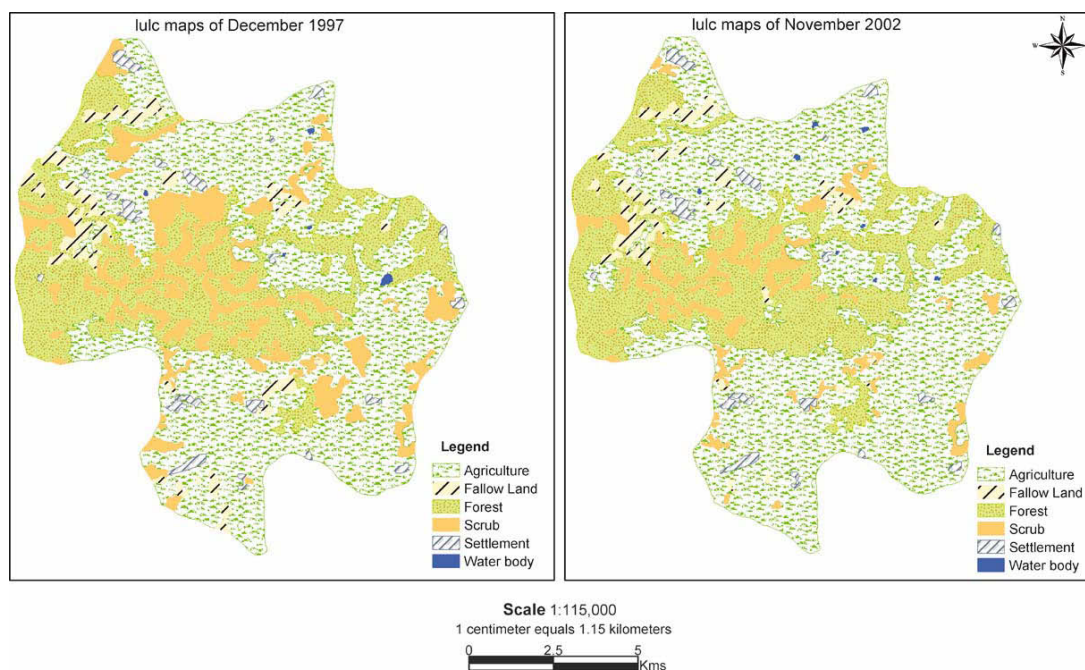 lulc maps of December 1997
Legend
Agriculture
Fallow Land
Forest
Scrub
Settlement
Water body
lulc maps of November 2002
N
W
E
S
Legend
Agriculture
Fallow Land
Forest
Scrub
Settlement
Water body
Scale 1:115,000
1 centimeter equals 1.15 kilometers
0 2.5 5
Kms